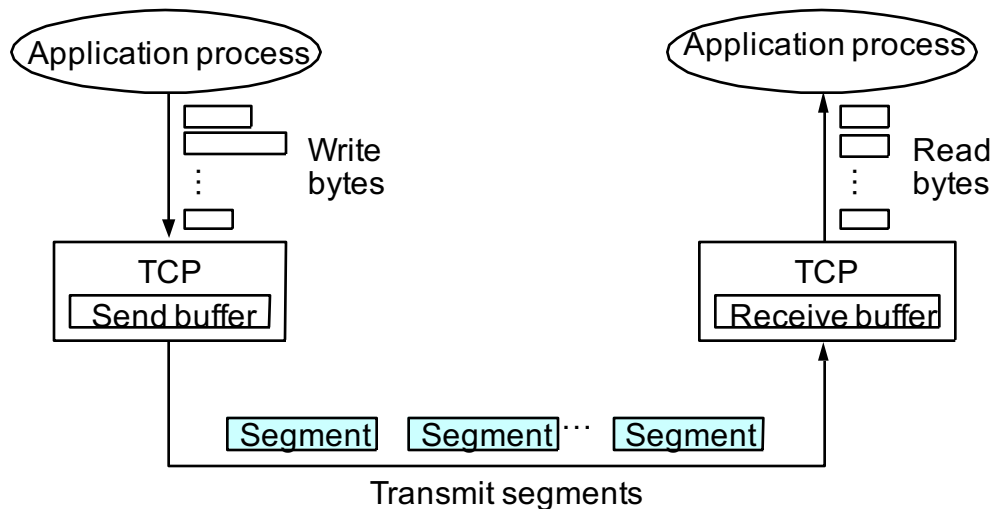 Application process
Application process
Write
bytes
⋮
Read
bytes
⋮
TCP
Send buffer
TCP
Receive buffer
Segment Segment ... Segment
Transmit segments